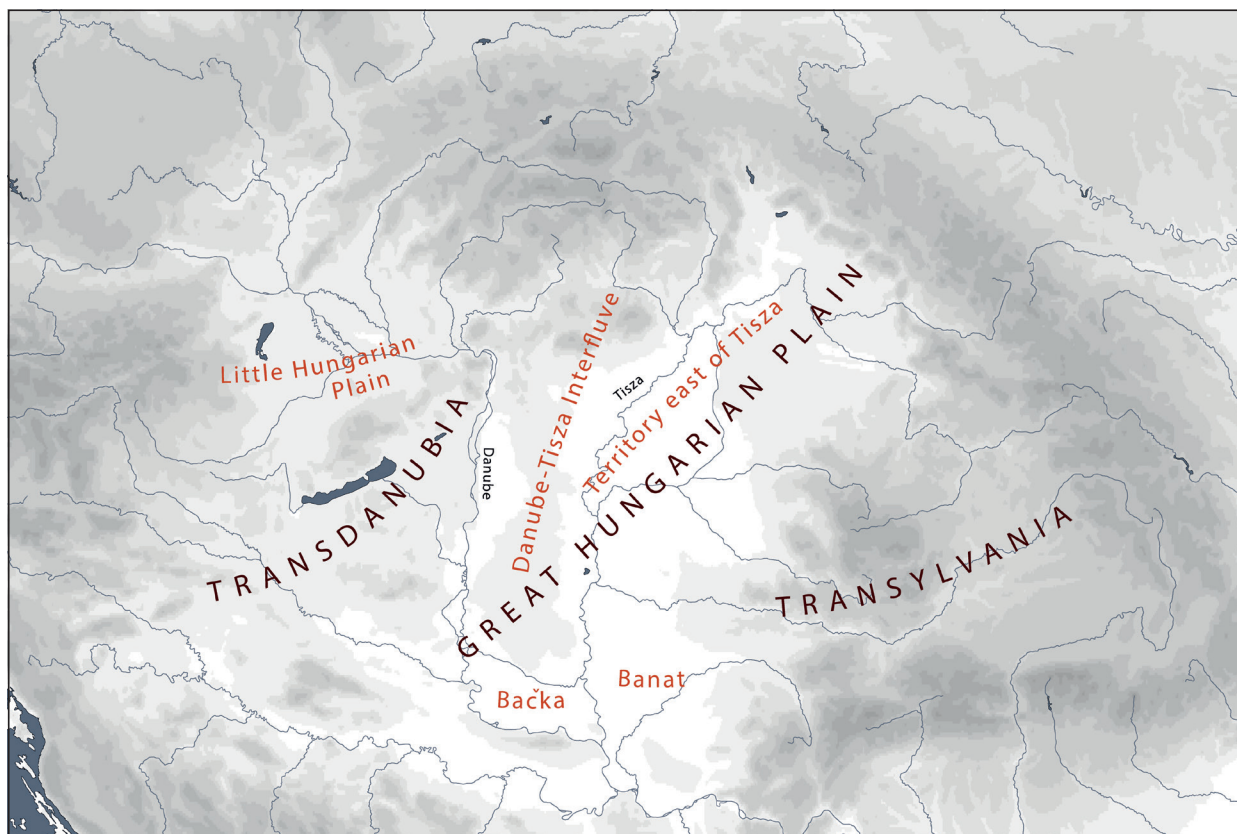 Little Hungarian
Plain
TRANSDANUBIA
Danube
Danube-Tisza Interfluve
Tisza
Territory east of Tisza
GREAT HUNGARIAN PLAIN
TRANSYLVANIA
Bačka
Banat